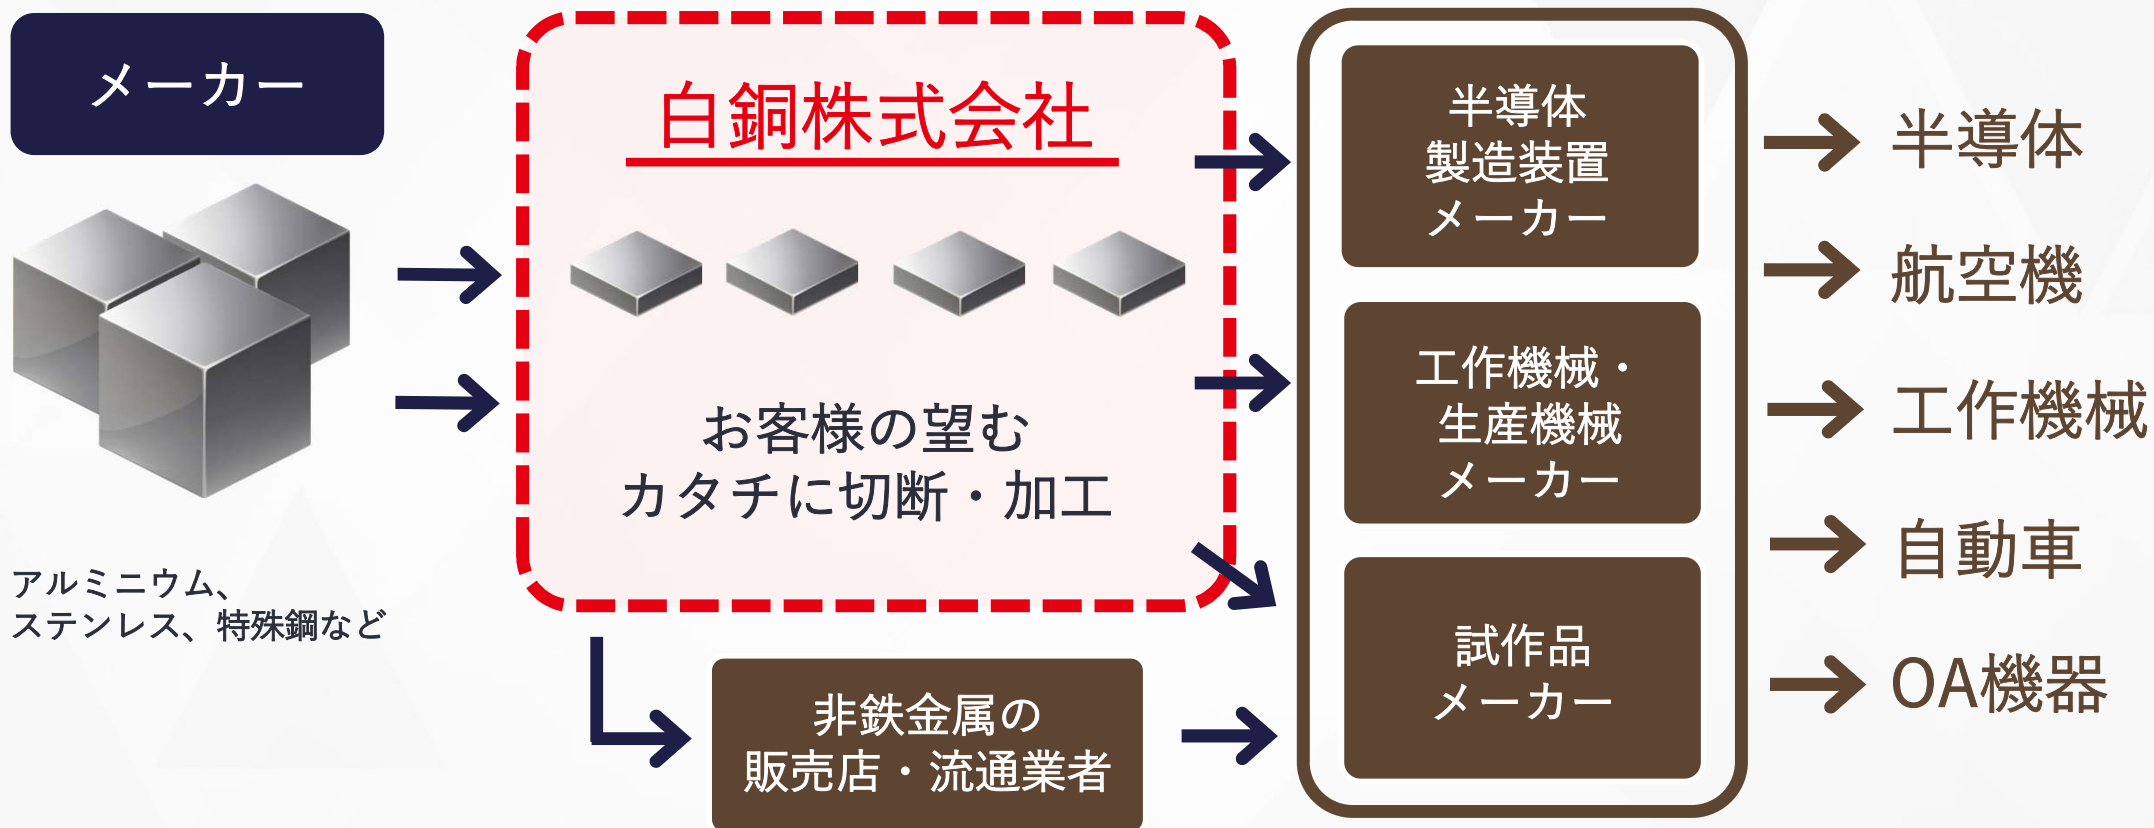 メーカー
アルミニウム、
ステンレス、特殊鋼など
白銅株式会社
お客様の望む
カタチに切断・加工
非鉄金属の
販売店・流通業者
半導体
製造装置
メーカー
工作機械・
生産機械
メーカー
試作品
メーカー
半導体
航空機
工作機械
自動車
OA機器